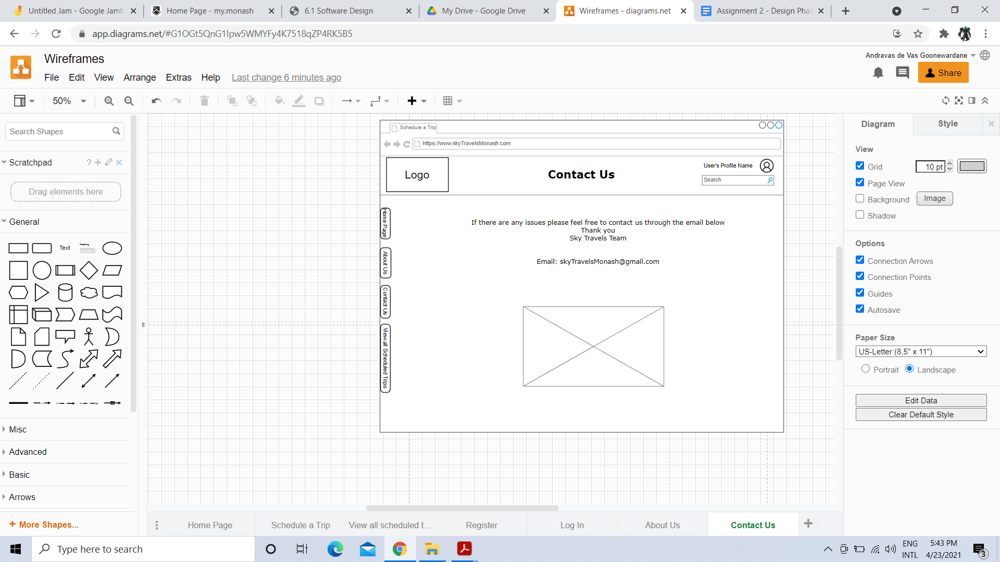 Untitled Jam - Google Jamb
Home Page - my.monash
6.1 Software Design
My Drive - Google Drive
Wireframes - diagrams.net
Assignment 2 - Design Phas
app.diagrams.net/#G1OGt5QnG1Ipw5WMYFy4K7518qZP4RK5B5
Wireframes
Andravas de Vas Goonewardane
File Edit View Arrange Extras Help Last change 6 minutes ago
Share
50%
Search Shapes
Scratchpad
?
Drag elements here
General
Text
Heading
Misc
Advanced
Basic
Arrows
+ More Shapes...
Schedule a Trip
https://www.skyTravelsMonash.com
Logo
Contact Us
User's Profile Name
Search
Home Page
About Us
Contact Us
View all Scheduled Trips
If there are any issues please feel free to contact us through the email below
Thank you
Sky Travels Team
Email: skyTravelsMonash@gmail.com
Diagram
Style
View
Grid
10 pt
Page View
Background
Image
Shadow
Options
Connection Arrows
Connection Points
Guides
Autosave
Paper Size
US-Letter (8,5" x 11")
Portrait
Landscape
Edit Data
Clear Default Style
Home Page
Schedule a Trip
View all scheduled t...
Register
Log In
About Us
Contact Us
Type here to search
ENG
INTL
5:43 PM
4/23/2021
3